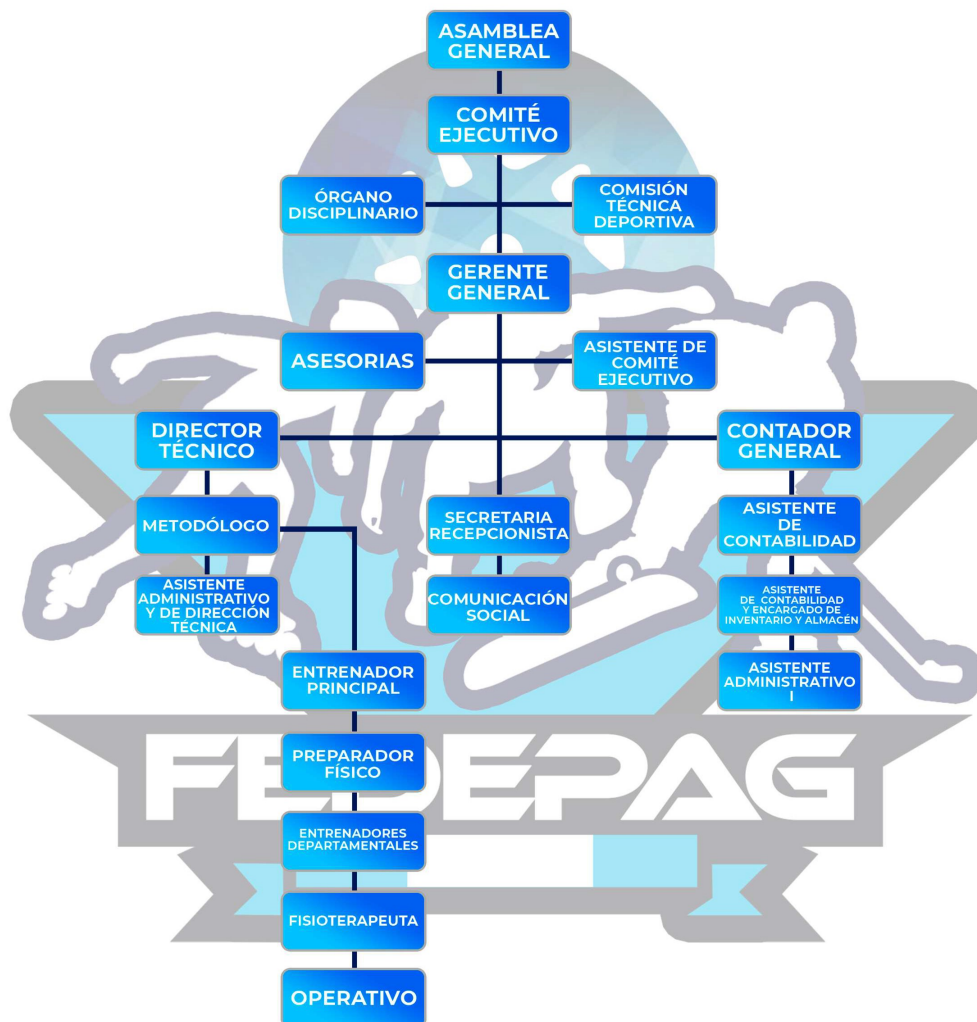 ASAMBLEA
GENERAL
COMITÉ
EJECUTIVO
ÓRGANO
DISCIPLINARIO
COMISIÓN
TÉCNICA
DEPORTIVA
GERENTE
GENERAL
ASESORIAS
ASISTENTE DE
COMITÉ
EJECUTIVO
DIRECTOR
TÉCNICO
CONTADOR
GENERAL
METODÓLOGO
SECRETARIA
RECEPCIONISTA
ASISTENTE
DE
CONTABILIDAD
ASISTENTE
ADMINISTRATIVO
Y DE DIRECCIÓN
TÉCNICA
COMUNICACIÓN
SOCIAL
ASISTENTE
DE CONTABILIDAD
Y ENCARGADO DE
INVENTARIO Y ALMACÉN
ENTRENADOR
PRINCIPAL
ASISTENTE
ADMINISTRATIVO
I
PREPARADOR
FÍSICO
FEDEPAG
ENTRENADORES
DEPARTAMENTALES
FISIOTERAPEUTA
OPERATIVO